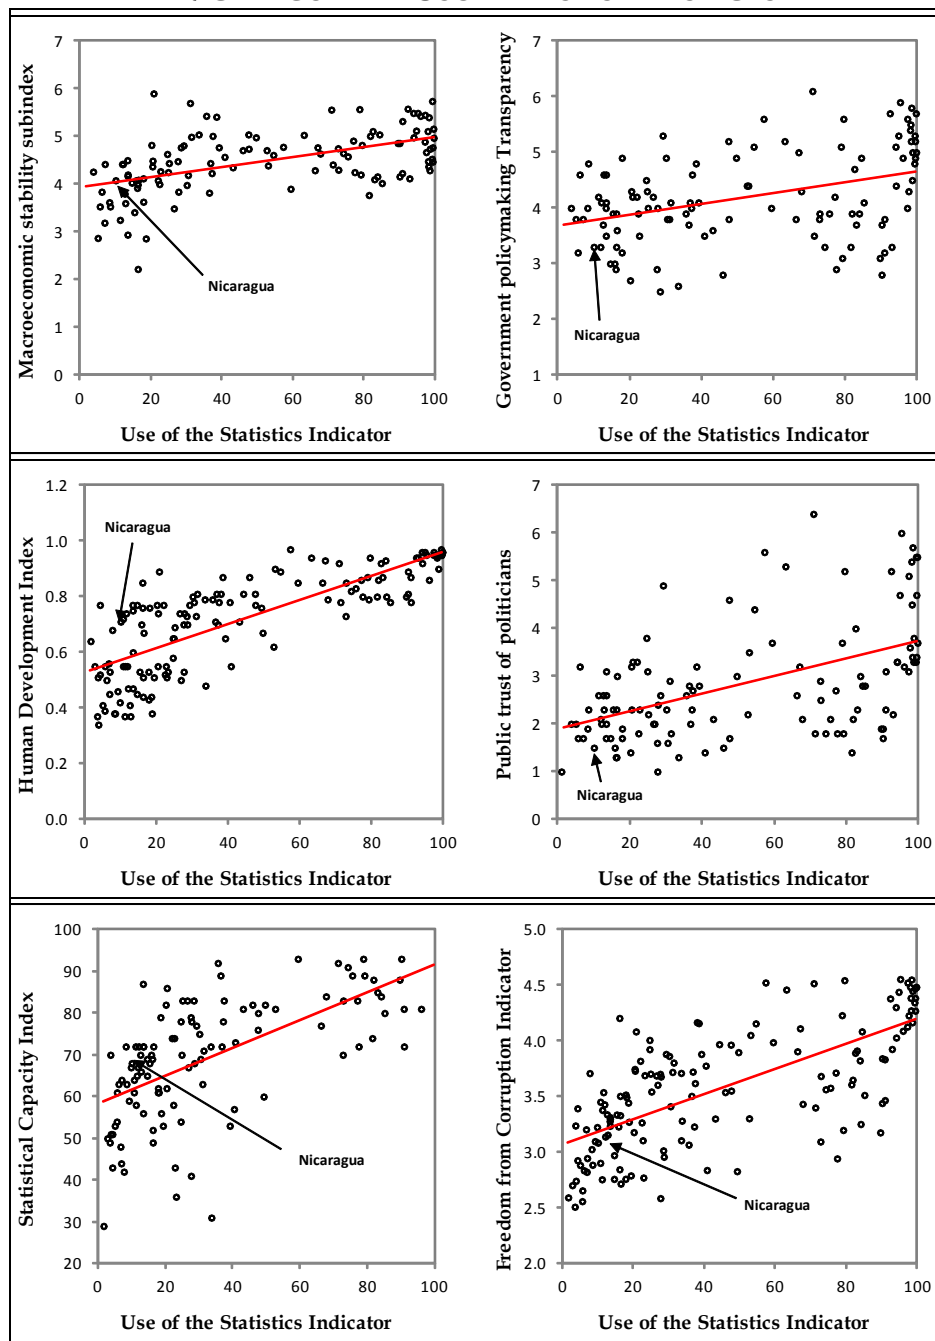 7
6
5
4
3
2
1
0
0 20 40 60 80 100
Macroeconomic stability subindex
Nicaragua
Use of the Statistics Indicator
7
6
5
4
3
2
1
0 20 40 60 80 100
Government policymaking Transparency
Nicaragua
Use of the Statistics Indicator
1.2
1.0
0.8
0.6
0.4
0.2
0.0
0 20 40 60 80 100
Human Development Index
Nicaragua
Use of the Statistics Indicator
7
6
5
4
3
2
1
0
0 20 40 60 80 100
Public trust of politicians
Nicaragua
Use of the Statistics Indicator
100
90
80
70
60
50
40
30
20
0 20 40 60 80 100
Statistical Capacity Index
Nicaragua
Use of the Statistics Indicator
5.0
4.5
4.0
3.5
3.0
2.5
2.0
0 20 40 60 80 100
Freedom from Corruption Indicator
Nicaragua
Use of the Statistics Indicator